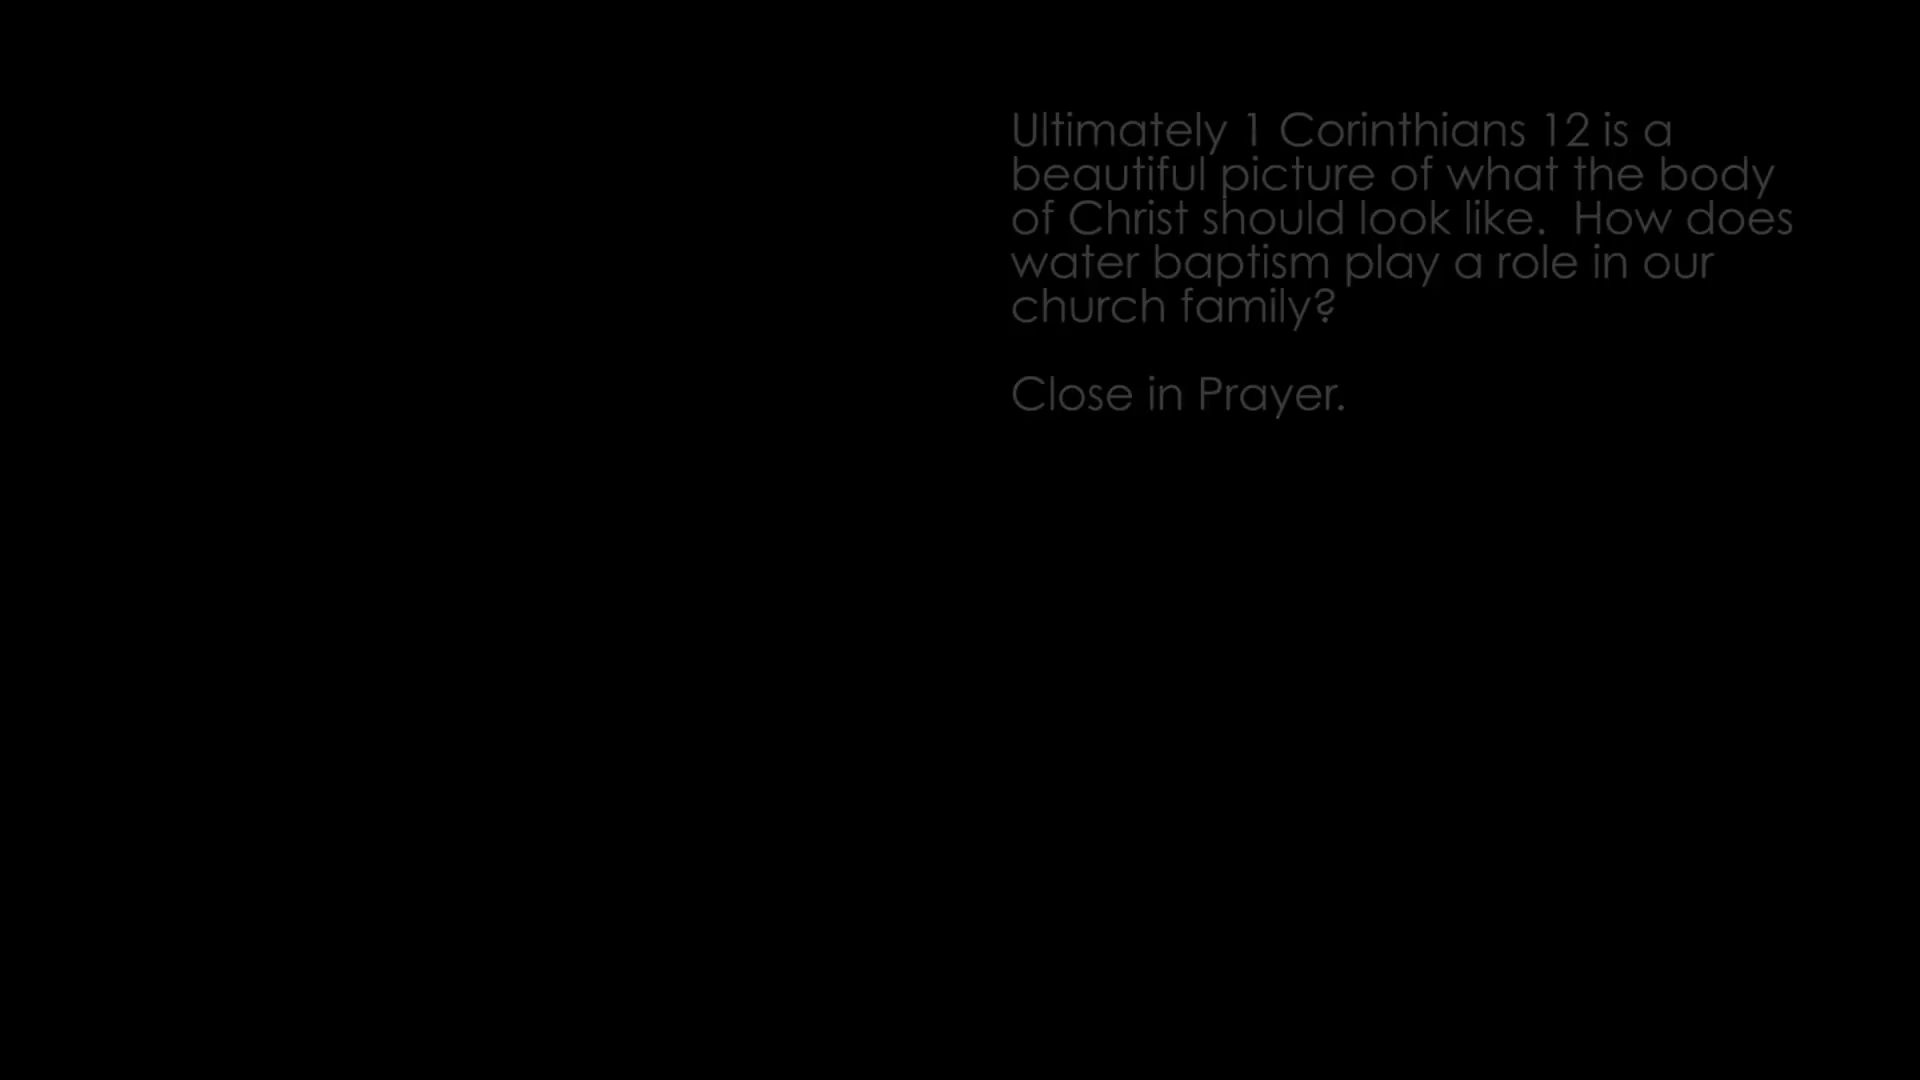 Ultimately 1 Corinthians 12 is a
beautiful picture of what the body
of Christ should look like.  How does
water baptism play a role in our
church family?
Close in Prayer.